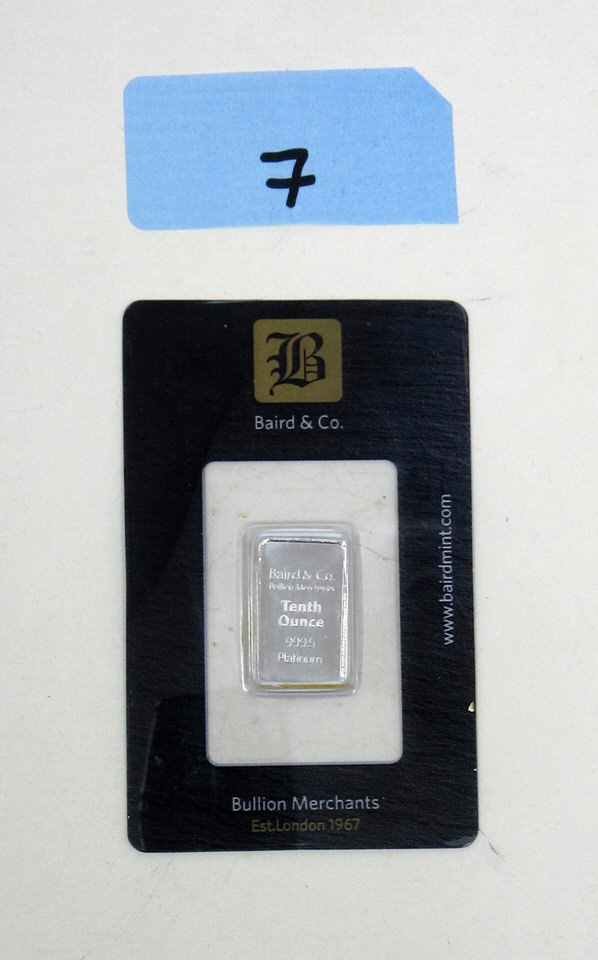 7
B
Baird & Co.
www.bairdmint.com
Baird & Co.
Bullion Merchants
Tenth
Ounce
999.5
Platinum
Bullion Merchants
Est.London 1967